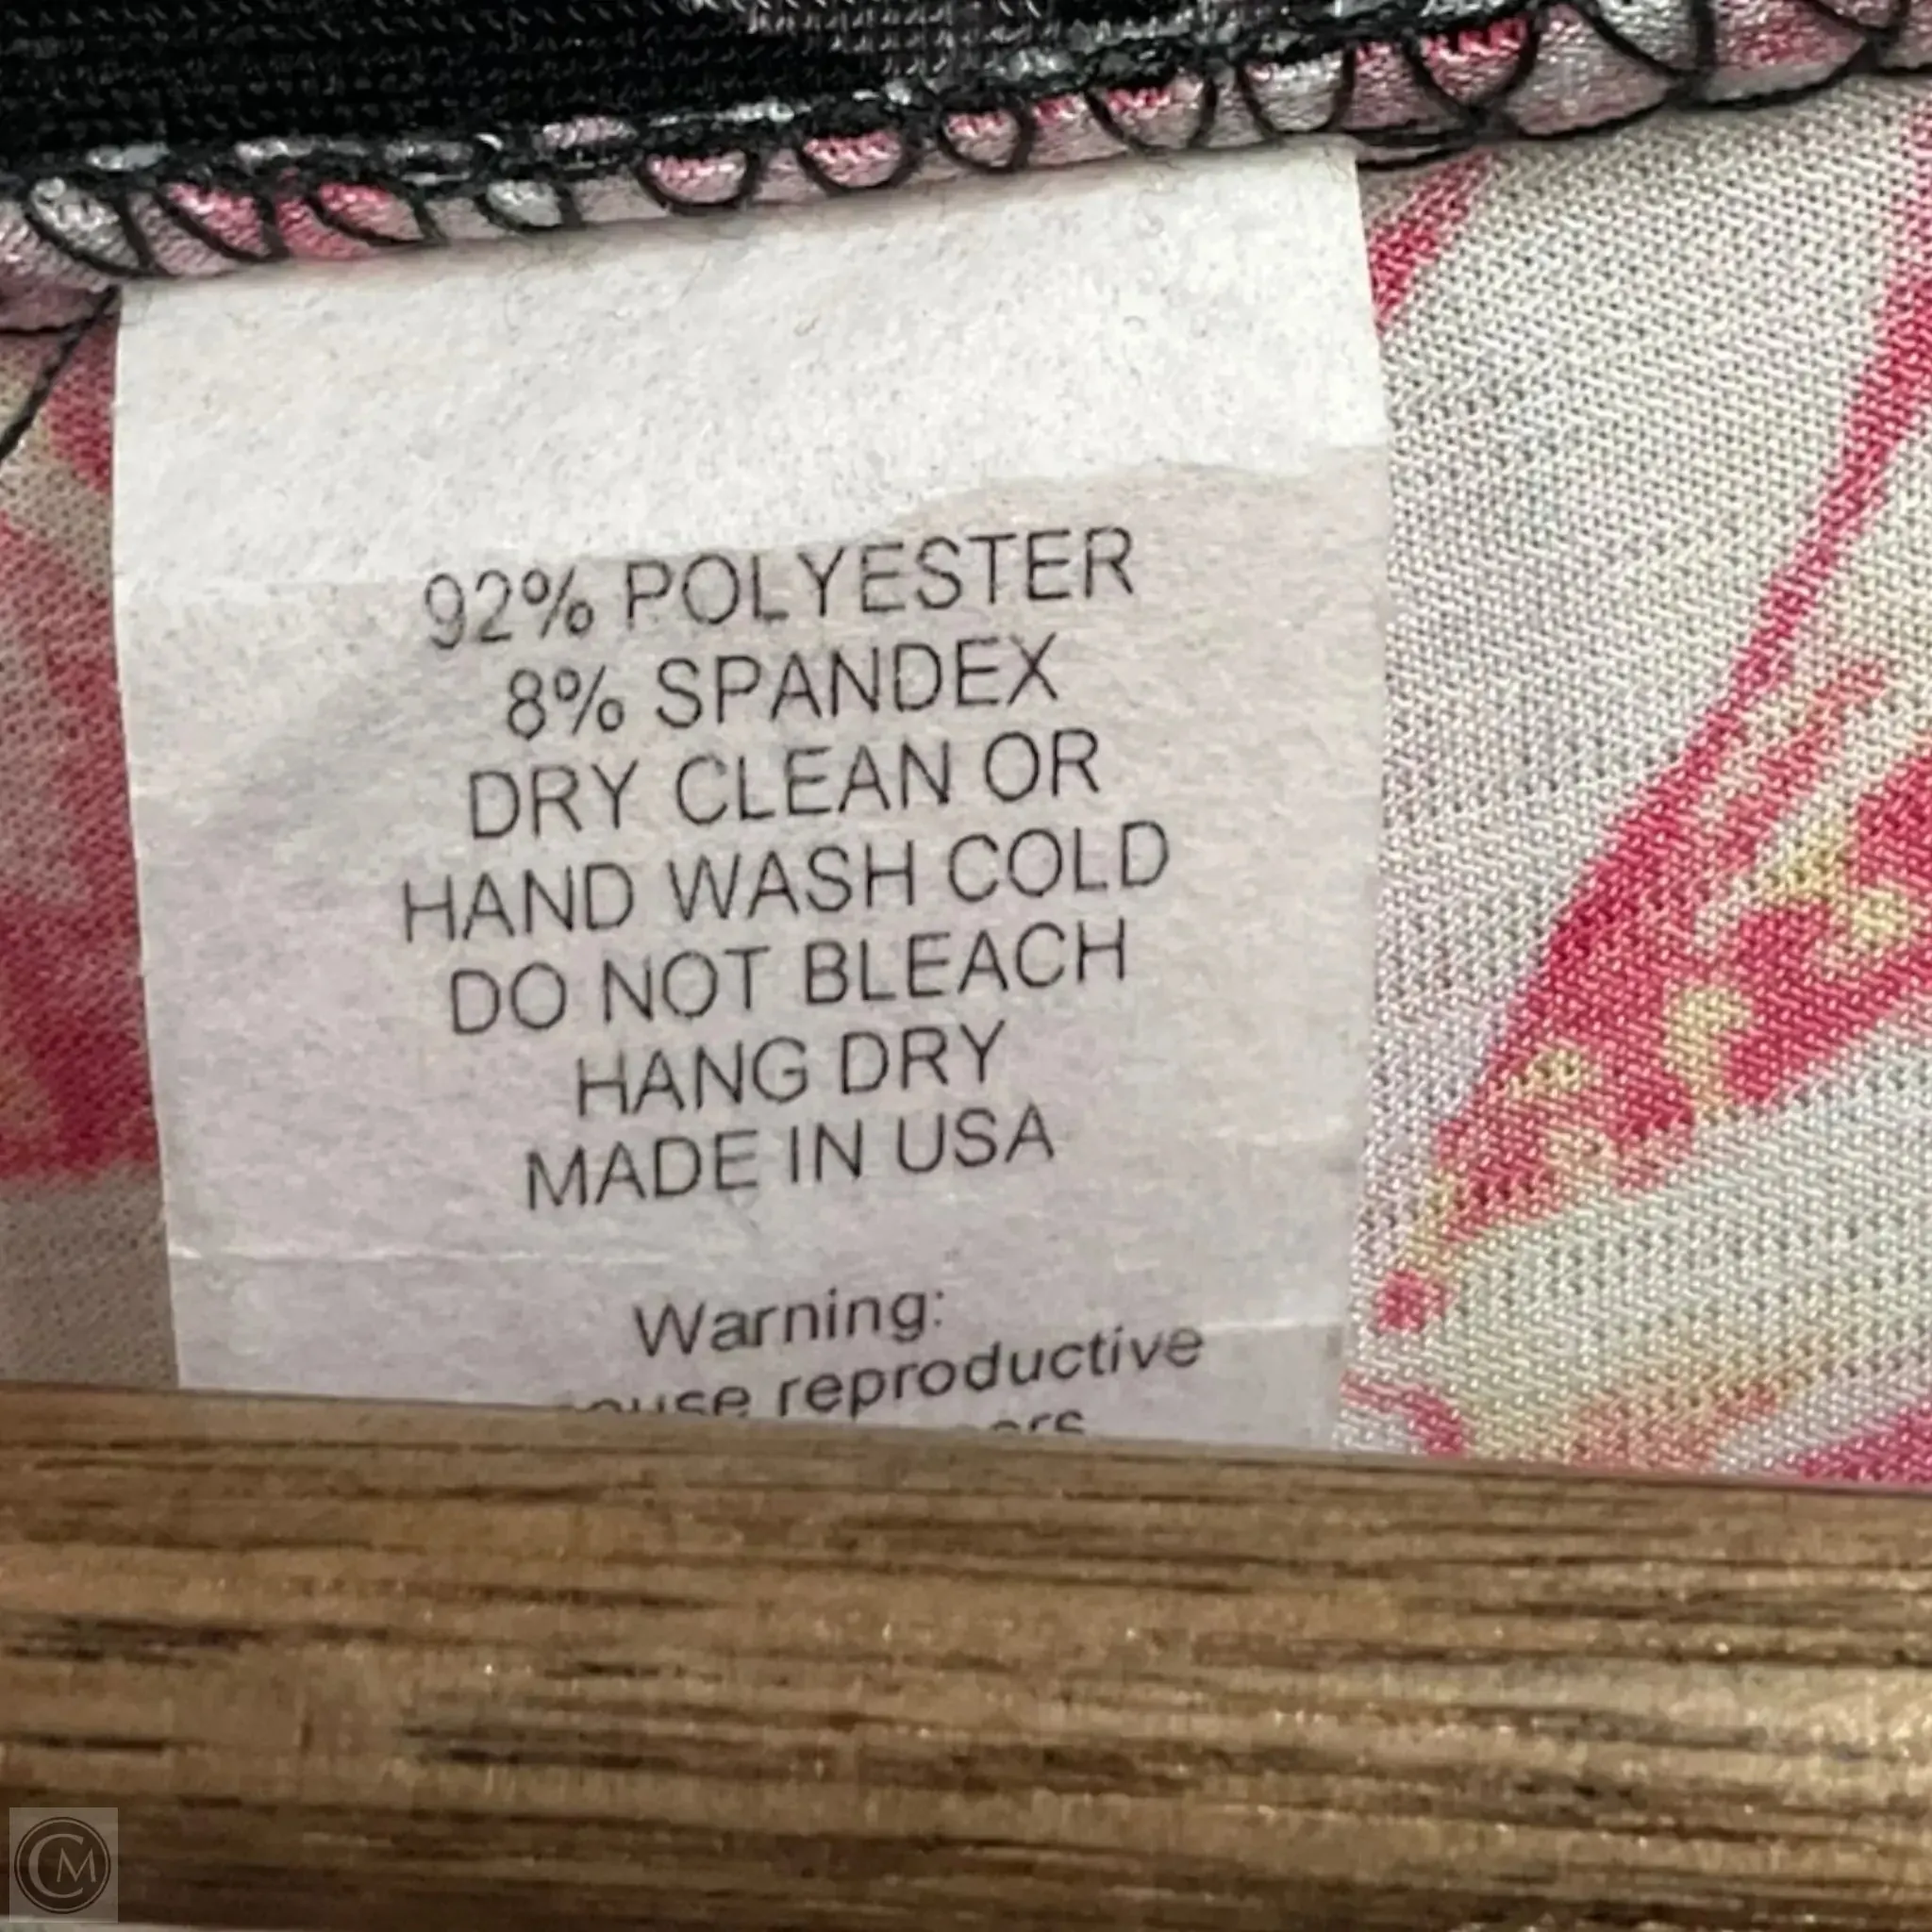 92% POLYESTER
8% SPANDEX
DRY CLEAN OR
HAND WASH COLD
DO NOT BLEACH
HANG DRY
MADE IN USA
Warning:
reproductive
CM